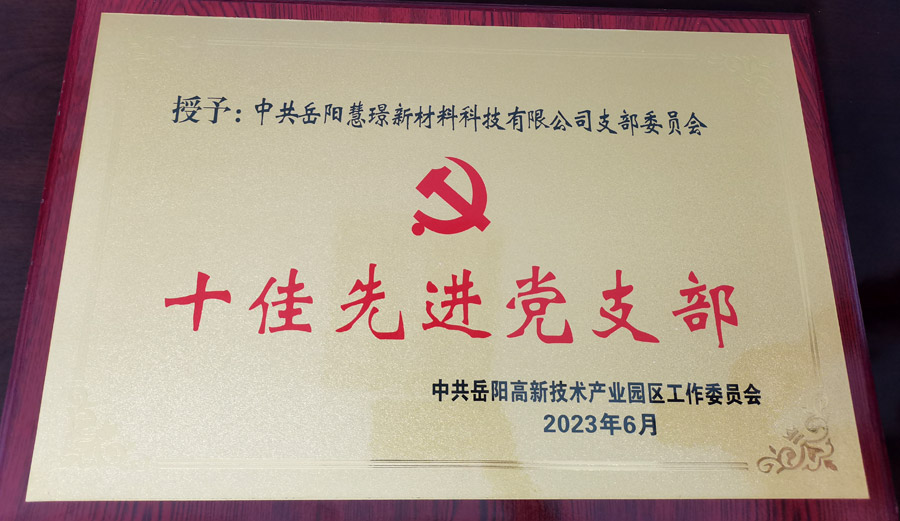 授予：中共岳阳慧璟新材料科技有限公司支部委员会
十佳先进党支部
中共岳阳高新技术产业园区工作委员会
2023年6月